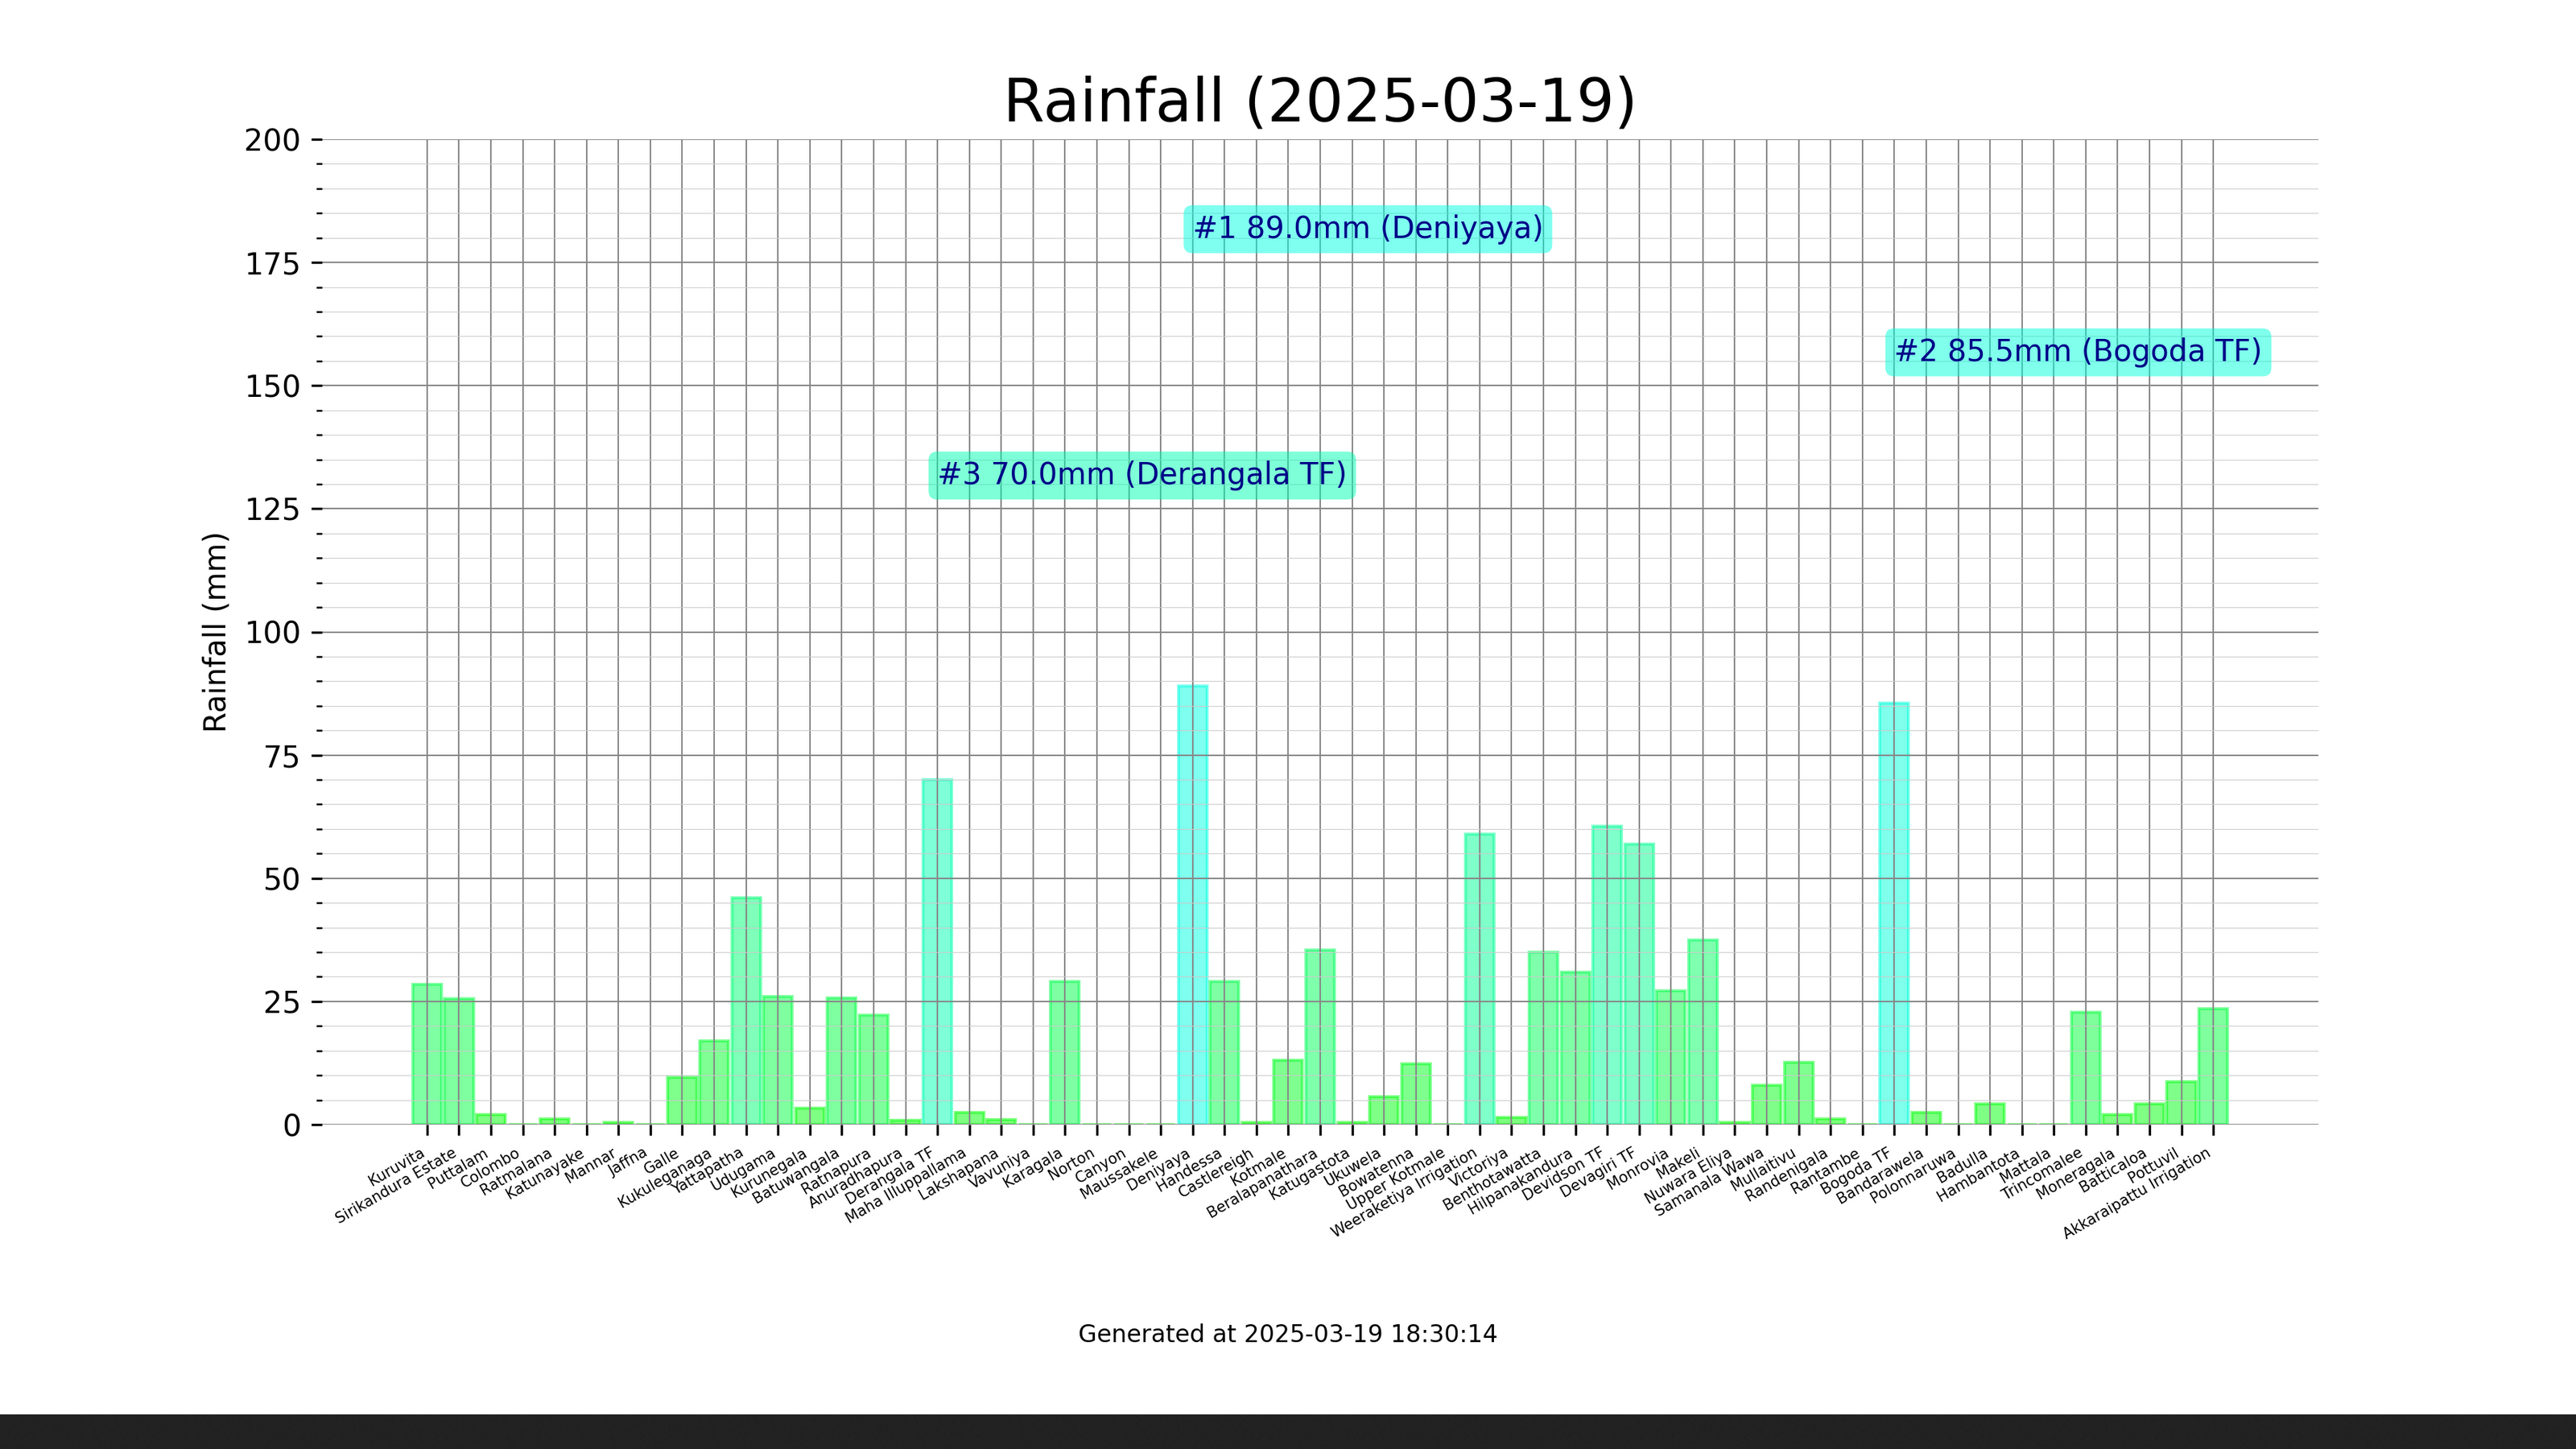 Rainfall (2025-03-19)
200
175
150
125
100
75
50
25
0
Rainfall (mm)
#1 89.0mm (Deniyaya)
#2 85.5mm (Bogoda TF)
#3 70.0mm (Derangala TF)
Kuruvita
Sirikandura Estate
Puttalam
Colombo
Ratmalana
Katunayake
Mannar
Jaffna
Galle
Kukuleganaga
Yattapatha
Udugama
Kurunegala
Batuwangala
Ratnapura
Anuradhapura
Derangala TF
Maha Illuppallama
Lakshapana
Vavuniya
Karagala
Norton
Canyon
Maussakele
Deniyaya
Handessa
Castlereigh
Kotmale
Beralapanathara
Katugastota
Ukuwela
Bowatenna
Upper Kotmale
Weeraketiya Irrigation
Victoriya
Benthotawatta
Hilpanakandura
Devidson TF
Devagiri TF
Monrovia
Makeli
Nuwara Eliya
Samanala Wawa
Mullaitivu
Randenigala
Rantambe
Bogoda TF
Bandarawela
Polonnaruwa
Badulla
Hambantota
Mattala
Trincomalee
Moneragala
Batticaloa
Pottuvil
Akkaraipattu Irrigation
Generated at 2025-03-19 18:30:14